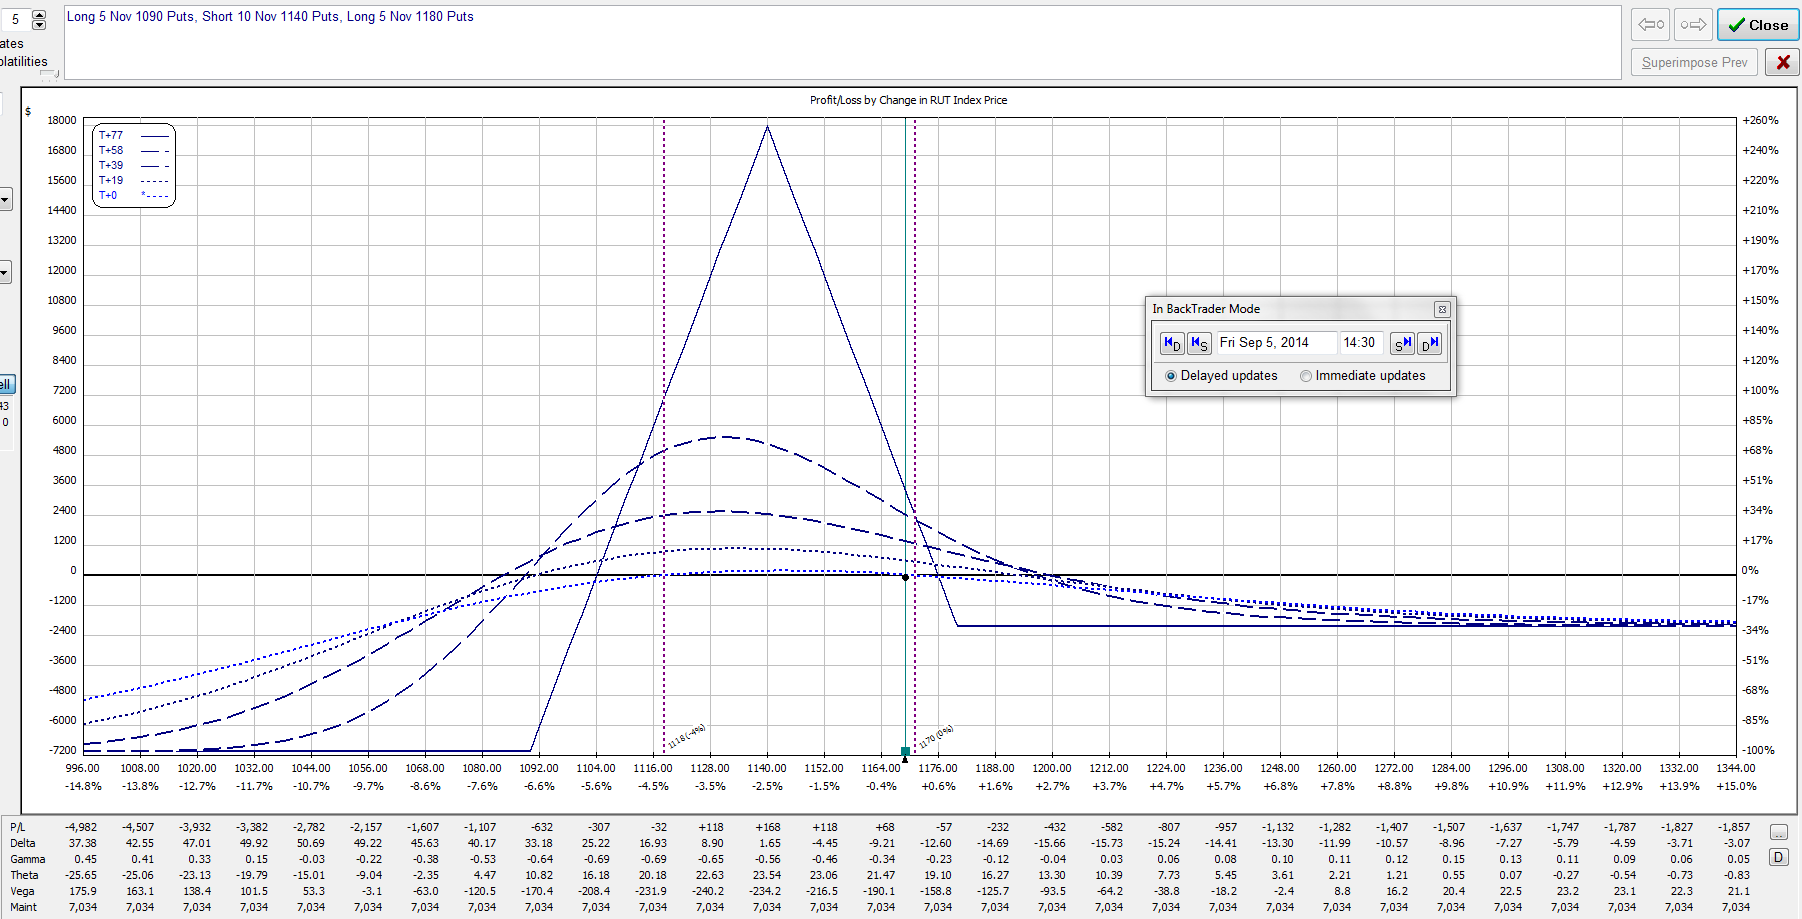 5
Long 5 Nov 1090 Puts, Short 10 Nov 1140 Puts, Long 5 Nov 1180 Puts
Close
ates
olatilities
Superimpose Prev
Profit/Loss by Change in RUT Index Price
$
18000 +260%
T+77
T+58
T+39
T+19
T+0 *
16800 +240%
15600 +220%
14400 +210%
13200 +190%
12000 +170%
10800 +150%
9600 +140%
8400 +120%
7200 +100%
6000 +85%
4800 +68%
3600 +51%
2400 +34%
1200 +17%
0 0%
-1200 -17%
-2400 -34%
-3600 -51%
-4800 -68%
-6000 -85%
-7200 -100%
In BackTrader Mode
D S Fri Sep 5, 2014 14:30 S D
Delayed updates Immediate updates
ell
43
0
1118 (-4%) 1170 (0%)
996.00 1008.00 1020.00 1032.00 1044.00 1056.00 1068.00 1080.00 1092.00 1104.00 1116.00 1128.00 1140.00 1152.00 1164.00 1176.00 1188.00 1200.00 1212.00 1224.00 1236.00 1248.00 1260.00 1272.00 1284.00 1296.00 1308.00 1320.00 1332.00 1344.00
-14.8% -13.8% -12.7% -11.7% -10.7% -9.7% -8.6% -7.6% -6.6% -5.6% -4.5% -3.5% -2.5% -1.5% -0.4% +0.6% +1.6% +2.7% +3.7% +4.7% +5.7% +6.8% +7.8% +8.8% +9.8% +10.9% +11.9% +12.9% +13.9% +15.0%
P/L -4,982 -4,507 -3,932 -3,382 -2,782 -2,157 -1,607 -1,107 -632 -307 -32 +118 +168 +118 +68 -57 -232 -432 -582 -807 -957 -1,132 -1,282 -1,407 -1,507 -1,637 -1,747 -1,787 -1,827 -1,857
Delta 37.38 42.55 47.01 49.92 50.69 49.22 45.63 40.17 33.18 25.22 16.93 8.90 1.65 -4.45 -9.21 -12.60 -14.69 -15.66 -15.73 -15.24 -14.41 -13.30 -11.99 -10.57 -8.96 -7.27 -5.79 -4.59 -3.71 -3.07
Gamma 0.45 0.41 0.33 0.15 -0.03 -0.22 -0.38 -0.53 -0.64 -0.69 -0.69 -0.65 -0.56 -0.46 -0.34 -0.23 -0.12 -0.04 0.03 0.06 0.08 0.10 0.11 0.12 0.15 0.13 0.11 0.09 0.06 0.05
Theta -25.65 -25.06 -23.13 -19.79 -15.01 -9.04 -2.35 4.47 10.82 16.18 20.18 22.63 23.54 23.06 21.47 19.10 16.27 13.30 10.39 7.73 5.45 3.61 2.21 1.21 0.55 0.07 -0.27 -0.54 -0.73 -0.83
Vega 175.9 163.1 138.4 101.5 53.3 -3.1 -63.0 -120.5 -170.4 -208.4 -231.9 -240.2 -234.2 -216.5 -190.1 -158.8 -125.7 -93.5 -64.2 -38.8 -18.2 -2.4 8.8 16.2 20.4 22.5 23.2 23.1 22.3 21.1
Maint 7,034 7,034 7,034 7,034 7,034 7,034 7,034 7,034 7,034 7,034 7,034 7,034 7,034 7,034 7,034 7,034 7,034 7,034 7,034 7,034 7,034 7,034 7,034 7,034 7,034 7,034 7,034 7,034 7,034 7,034
...
D